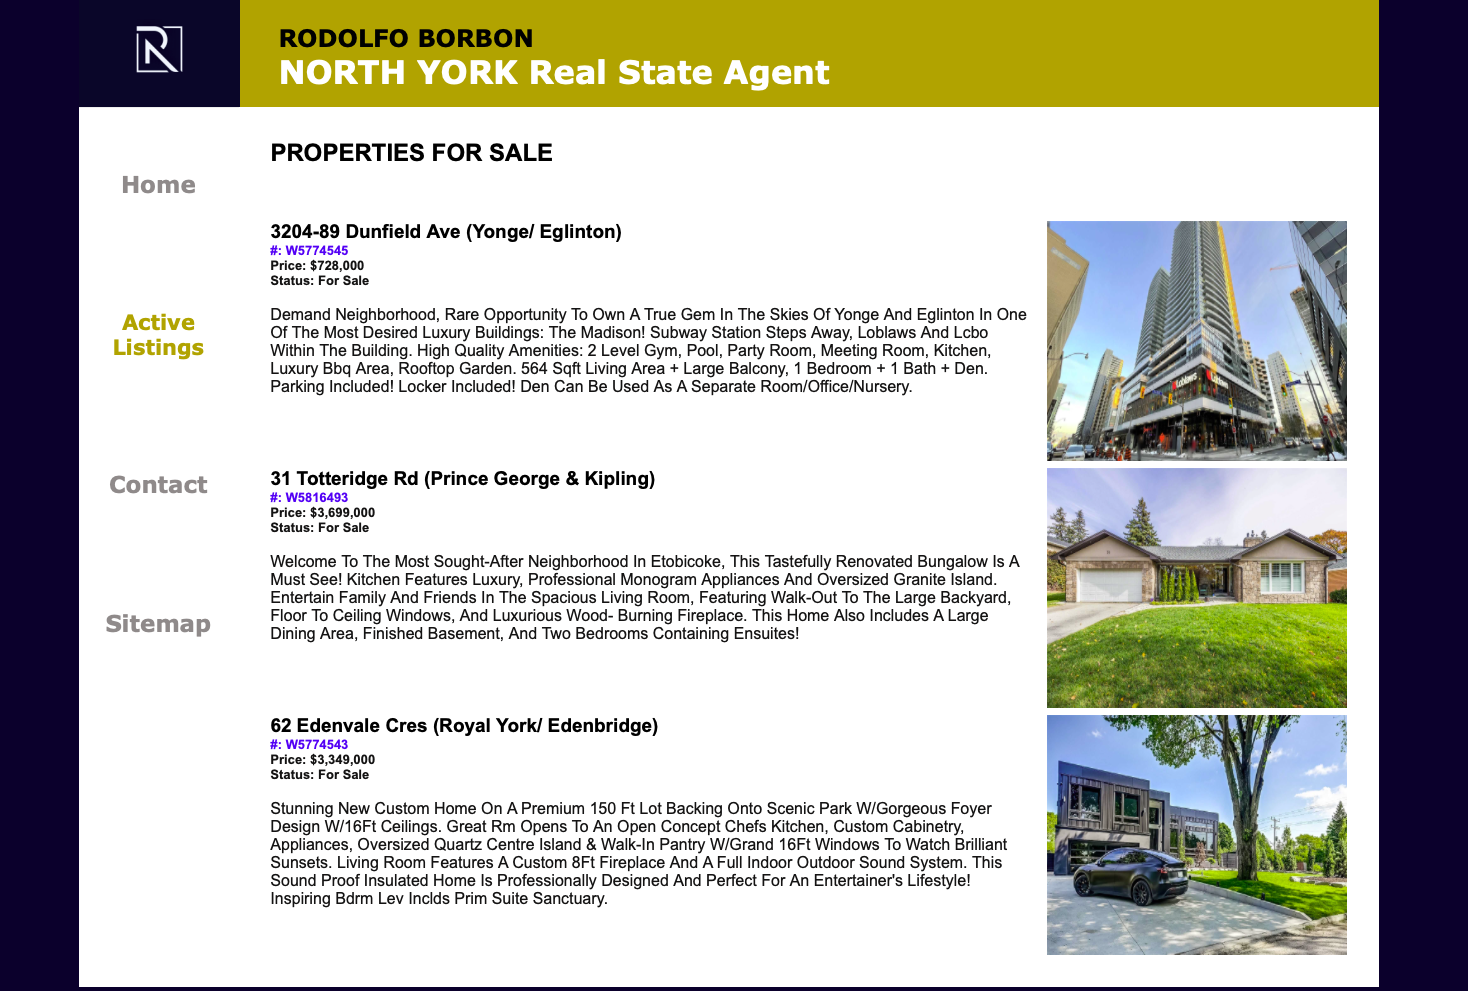 RODOLFO BORBON
NORTH YORK Real State Agent
PROPERTIES FOR SALE
Home
Active
Listings
Contact
Sitemap
3204-89 Dunfield Ave (Yonge/ Eglinton)
#: W5774545
Price: $728,000
Status: For Sale
Demand Neighborhood, Rare Opportunity To Own A True Gem In The Skies Of Yonge And Eglinton In One
Of The Most Desired Luxury Buildings: The Madison! Subway Station Steps Away, Loblaws And Lcbo
Within The Building. High Quality Amenities: 2 Level Gym, Pool, Party Room, Meeting Room, Kitchen,
Luxury Bbq Area, Rooftop Garden. 564 Sqft Living Area + Large Balcony, 1 Bedroom + 1 Bath + Den.
Parking Included! Locker Included! Den Can Be Used As A Separate Room/Office/Nursery.
Loblaws
Loblaws
31 Totteridge Rd (Prince George & Kipling)
#: W5816493
Price: $3,699,000
Status: For Sale
Welcome To The Most Sought-After Neighborhood In Etobicoke, This Tastefully Renovated Bungalow Is A
Must See! Kitchen Features Luxury, Professional Monogram Appliances And Oversized Granite Island.
Entertain Family And Friends In The Spacious Living Room, Featuring Walk-Out To The Large Backyard,
Floor To Ceiling Windows, And Luxurious Wood- Burning Fireplace. This Home Also Includes A Large
Dining Area, Finished Basement, And Two Bedrooms Containing Ensuites!
62 Edenvale Cres (Royal York/ Edenbridge)
#: W5774543
Price: $3,349,000
Status: For Sale
Stunning New Custom Home On A Premium 150 Ft Lot Backing Onto Scenic Park W/Gorgeous Foyer
Design W/16Ft Ceilings. Great Rm Opens To An Open Concept Chefs Kitchen, Custom Cabinetry,
Appliances, Oversized Quartz Centre Island & Walk-In Pantry W/Grand 16Ft Windows To Watch Brilliant
Sunsets. Living Room Features A Custom 8Ft Fireplace And A Full Indoor Outdoor Sound System. This
Sound Proof Insulated Home Is Professionally Designed And Perfect For An Entertainer's Lifestyle!
Inspiring Bdrm Lev Inclds Prim Suite Sanctuary.